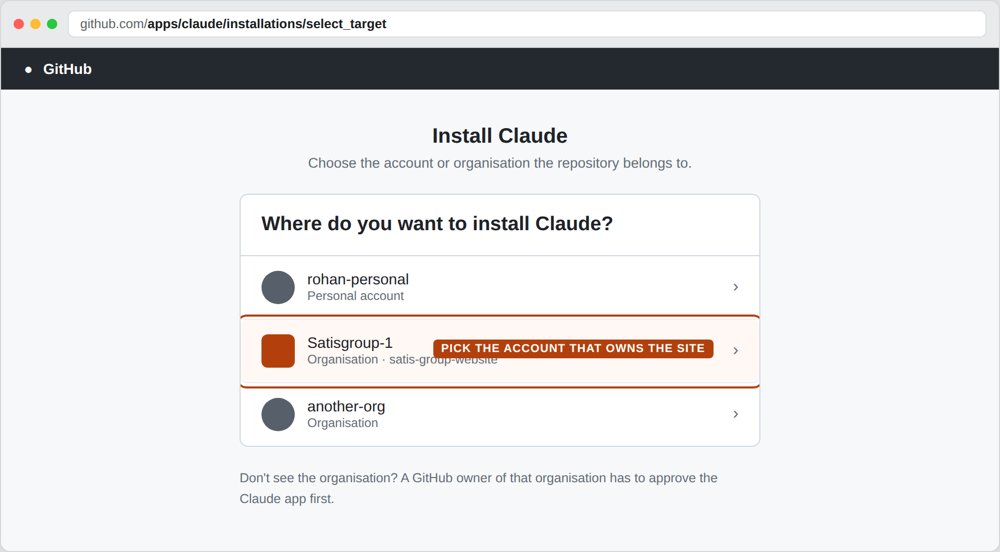 github.com/apps/claude/installations/select_target
GitHub
Install Claude
Choose the account or organisation the repository belongs to.
Where do you want to install Claude?
rohan-personal
Personal account
Satisgroup-1
PICK THE ACCOUNT THAT OWNS THE SITE
Organisation · satis-group-website
another-org
Organisation
Don't see the organisation? A GitHub owner of that organisation has to approve the
Claude app first.